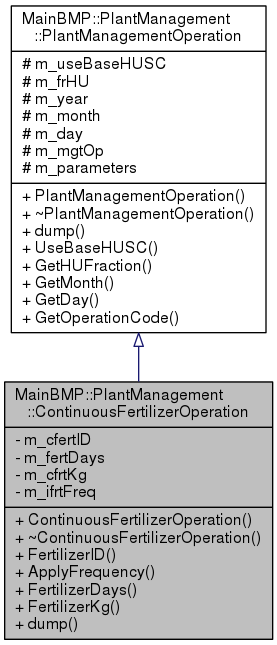 MainBMP::PlantManagement
::PlantManagementOperation
# m_useBaseHUSC
# m_frHU
# m_year
# m_month
# m_day
# m_mgtOp
# m_parameters
+ PlantManagementOperation()
+ ~PlantManagementOperation()
+ dump()
+ UseBaseHUSC()
+ GetHUFraction()
+ GetMonth()
+ GetDay()
+ GetOperationCode()
MainBMP::PlantManagement
::ContinuousFertilizerOperation
- m_cfertID
- m_fertDays
- m_cfrtKg
- m_ifrtFreq
+ ContinuousFertilizerOperation()
+ ~ContinuousFertilizerOperation()
+ FertilizerID()
+ ApplyFrequency()
+ FertilizerDays()
+ FertilizerKg()
+ dump()